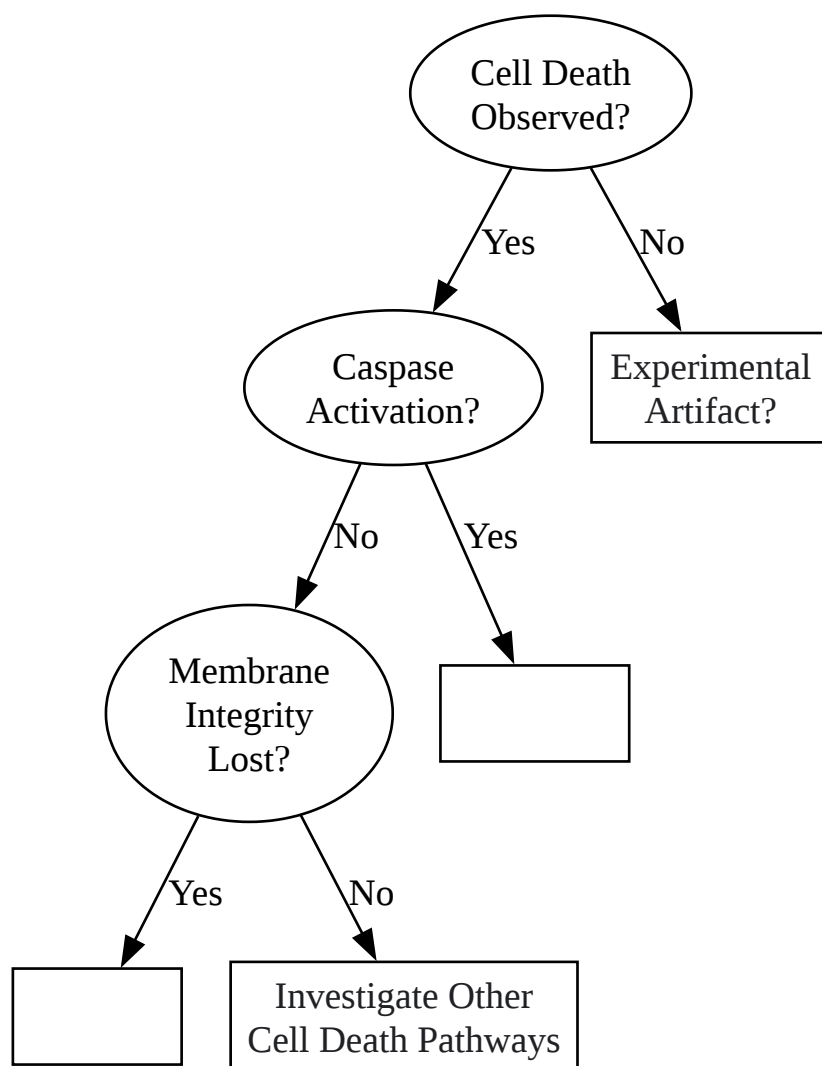 Cell Death
Observed?
Yes
No
Caspase
Activation?
Experimental
Artifact?
No
Yes
Membrane
Integrity
Lost?
Yes
No
Investigate Other
Cell Death Pathways